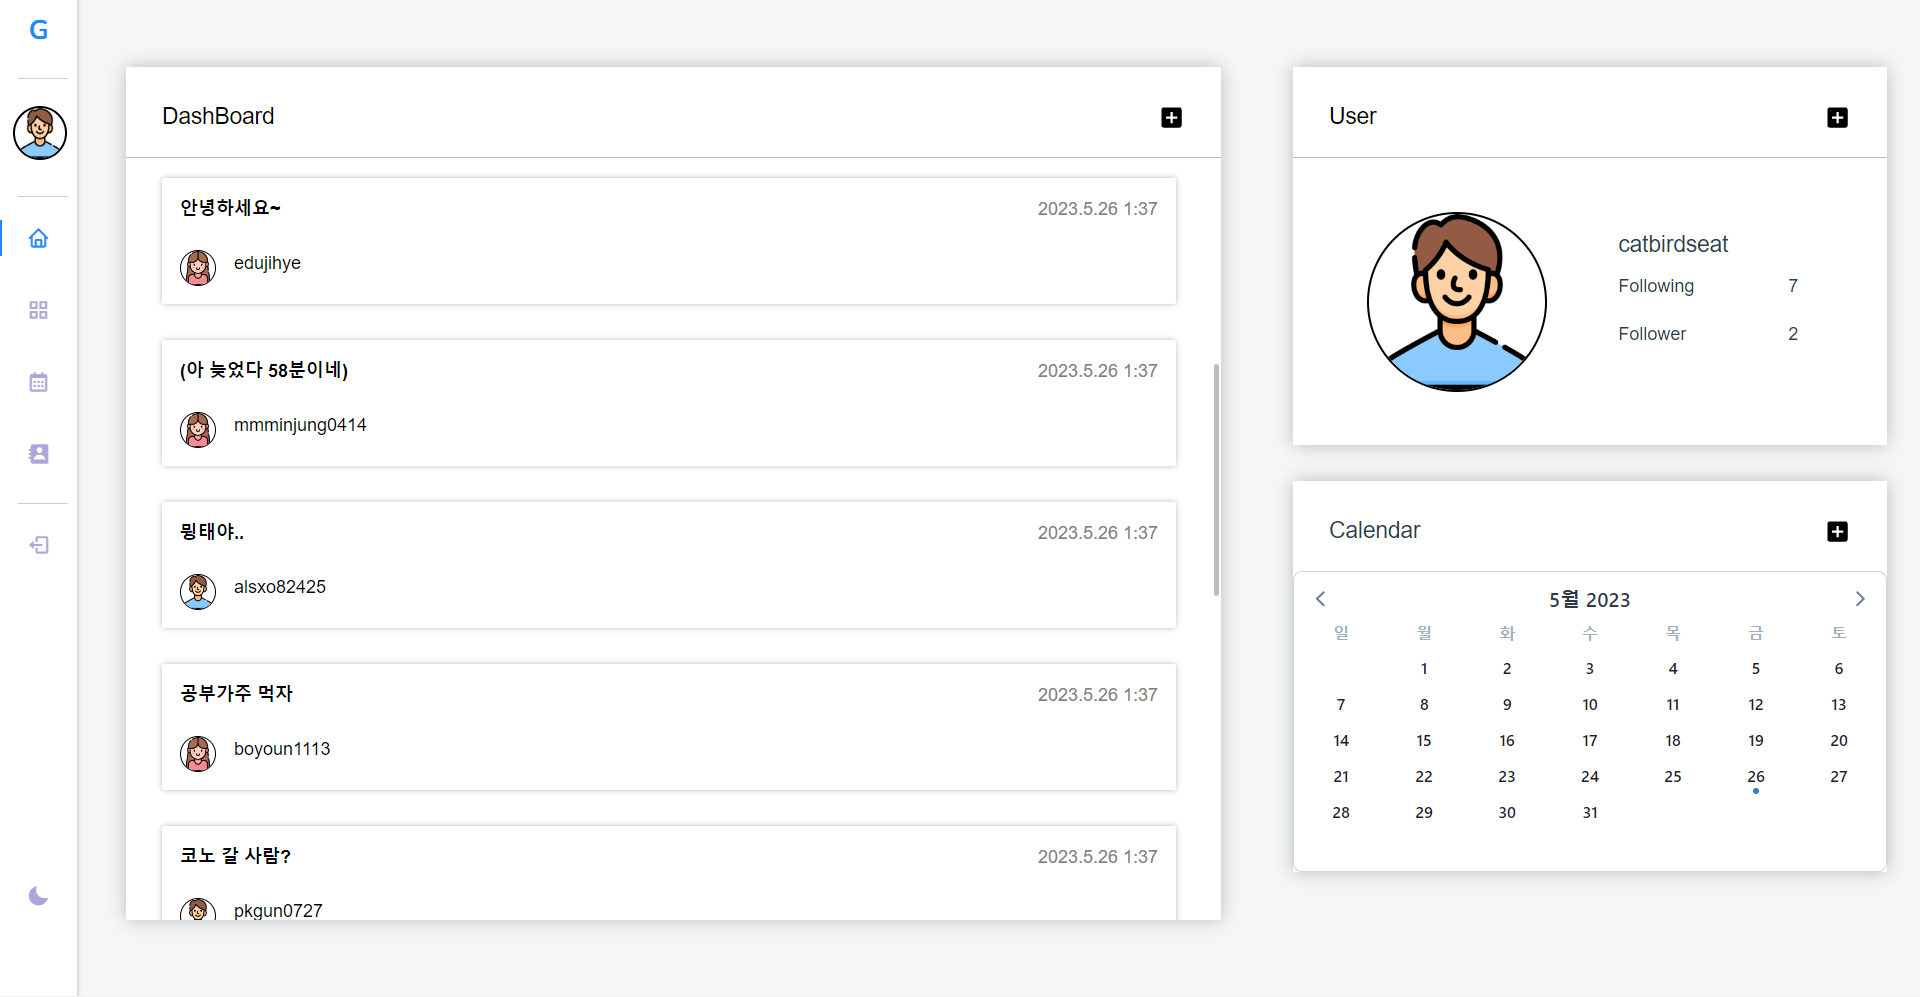 G
DashBoard
안녕하세요~
2023.5.26 1:37
edujihye
(아 늦었다 58분이네)
2023.5.26 1:37
mmminjung0414
뮝태야..
2023.5.26 1:37
alsxo82425
공부가주 먹자
2023.5.26 1:37
boyoun1113
코노 갈 사람?
2023.5.26 1:37
pkgun0727
User
catbirdseat
Following 7
Follower 2
Calendar
5월 2023
일 월 화 수 목 금 토
1 2 3 4 5 6
7 8 9 10 11 12 13
14 15 16 17 18 19 20
21 22 23 24 25 26 27
28 29 30 31